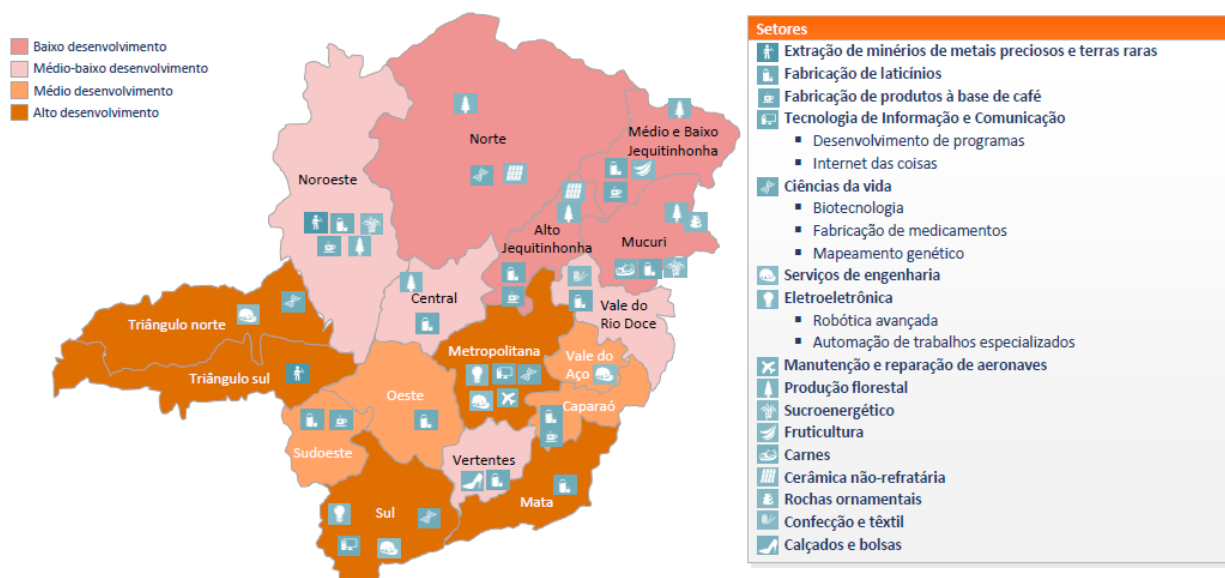 Baixo desenvolvimento
Médio-baixo desenvolvimento
Médio desenvolvimento
Alto desenvolvimento
Norte
Médio e Baixo
Jequitinhonha
Noroeste
Alto
Jequitinhonha
Mucuri
Central
Vale do
Rio Doce
Triângulo norte
Metropolitana
Vale do
Aço
Triângulo sul
Oeste
Caparaó
Sudoeste
Vertentes
Mata
Sul
Setores
Extração de minérios de metais preciosos e terras raras
Fabricação de laticínios
Fabricação de produtos à base de café
Tecnologia de Informação e Comunicação
▪ Desenvolvimento de programas
▪ Internet das coisas
Ciências da vida
▪ Biotecnologia
▪ Fabricação de medicamentos
▪ Mapeamento genético
Serviços de engenharia
Eletroeletrônica
▪ Robótica avançada
▪ Automação de trabalhos especializados
Manutenção e reparação de aeronaves
Produção florestal
Sucroenergético
Fruticultura
Carnes
Cerâmica não-refratária
Rochas ornamentais
Confecção e têxtil
Calçados e bolsas